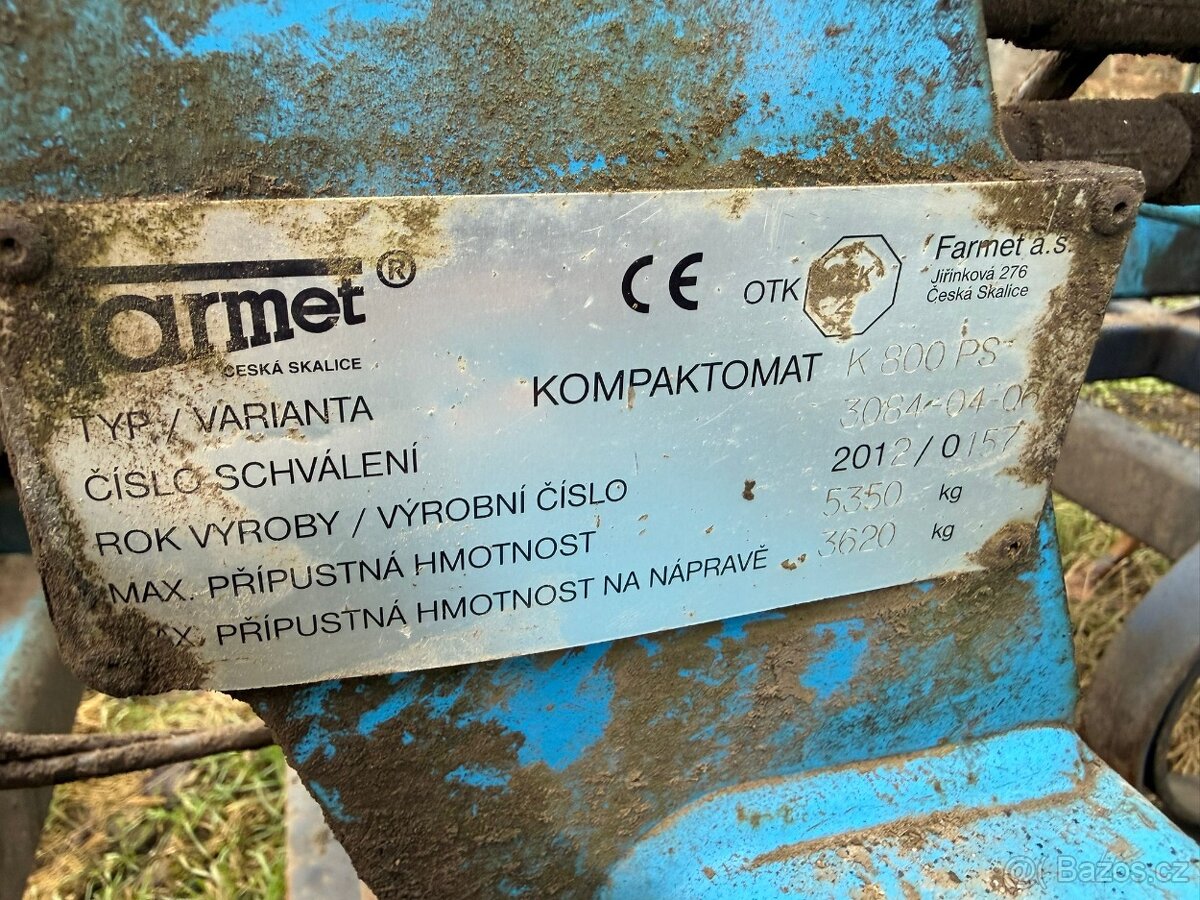 Farmet®
ČESKÁ SKALICE
CE
OTK
Farmet a.s.
Jiřinková 276
Česká Skalice
TYP / VARIANTA KOMPAKTOMAT K 800 PS
ČÍSLO SCHVÁLENÍ 3084-04-06
ROK VÝROBY / VÝROBNÍ ČÍSLO 2012/0157
MAX. PŘÍPUSTNÁ HMOTNOST 5350 kg
MAX. PŘÍPUSTNÁ HMOTNOST NA NÁPRAVĚ 3620 kg
Bazos.cz